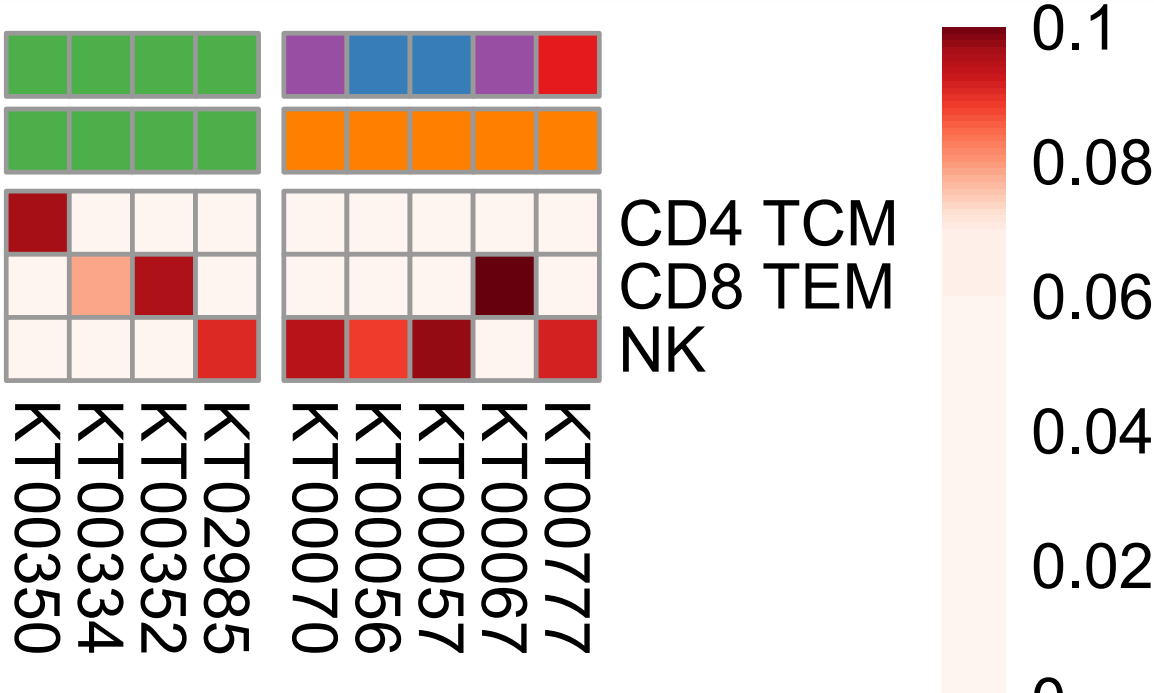 0.1
0.08
0.06
0.04
0.02
CD4 TCM
CD8 TEM
NK
KT00350
KT00334
KT00352
KT02985
KT00070
KT00056
KT00057
KT00067
KT00777